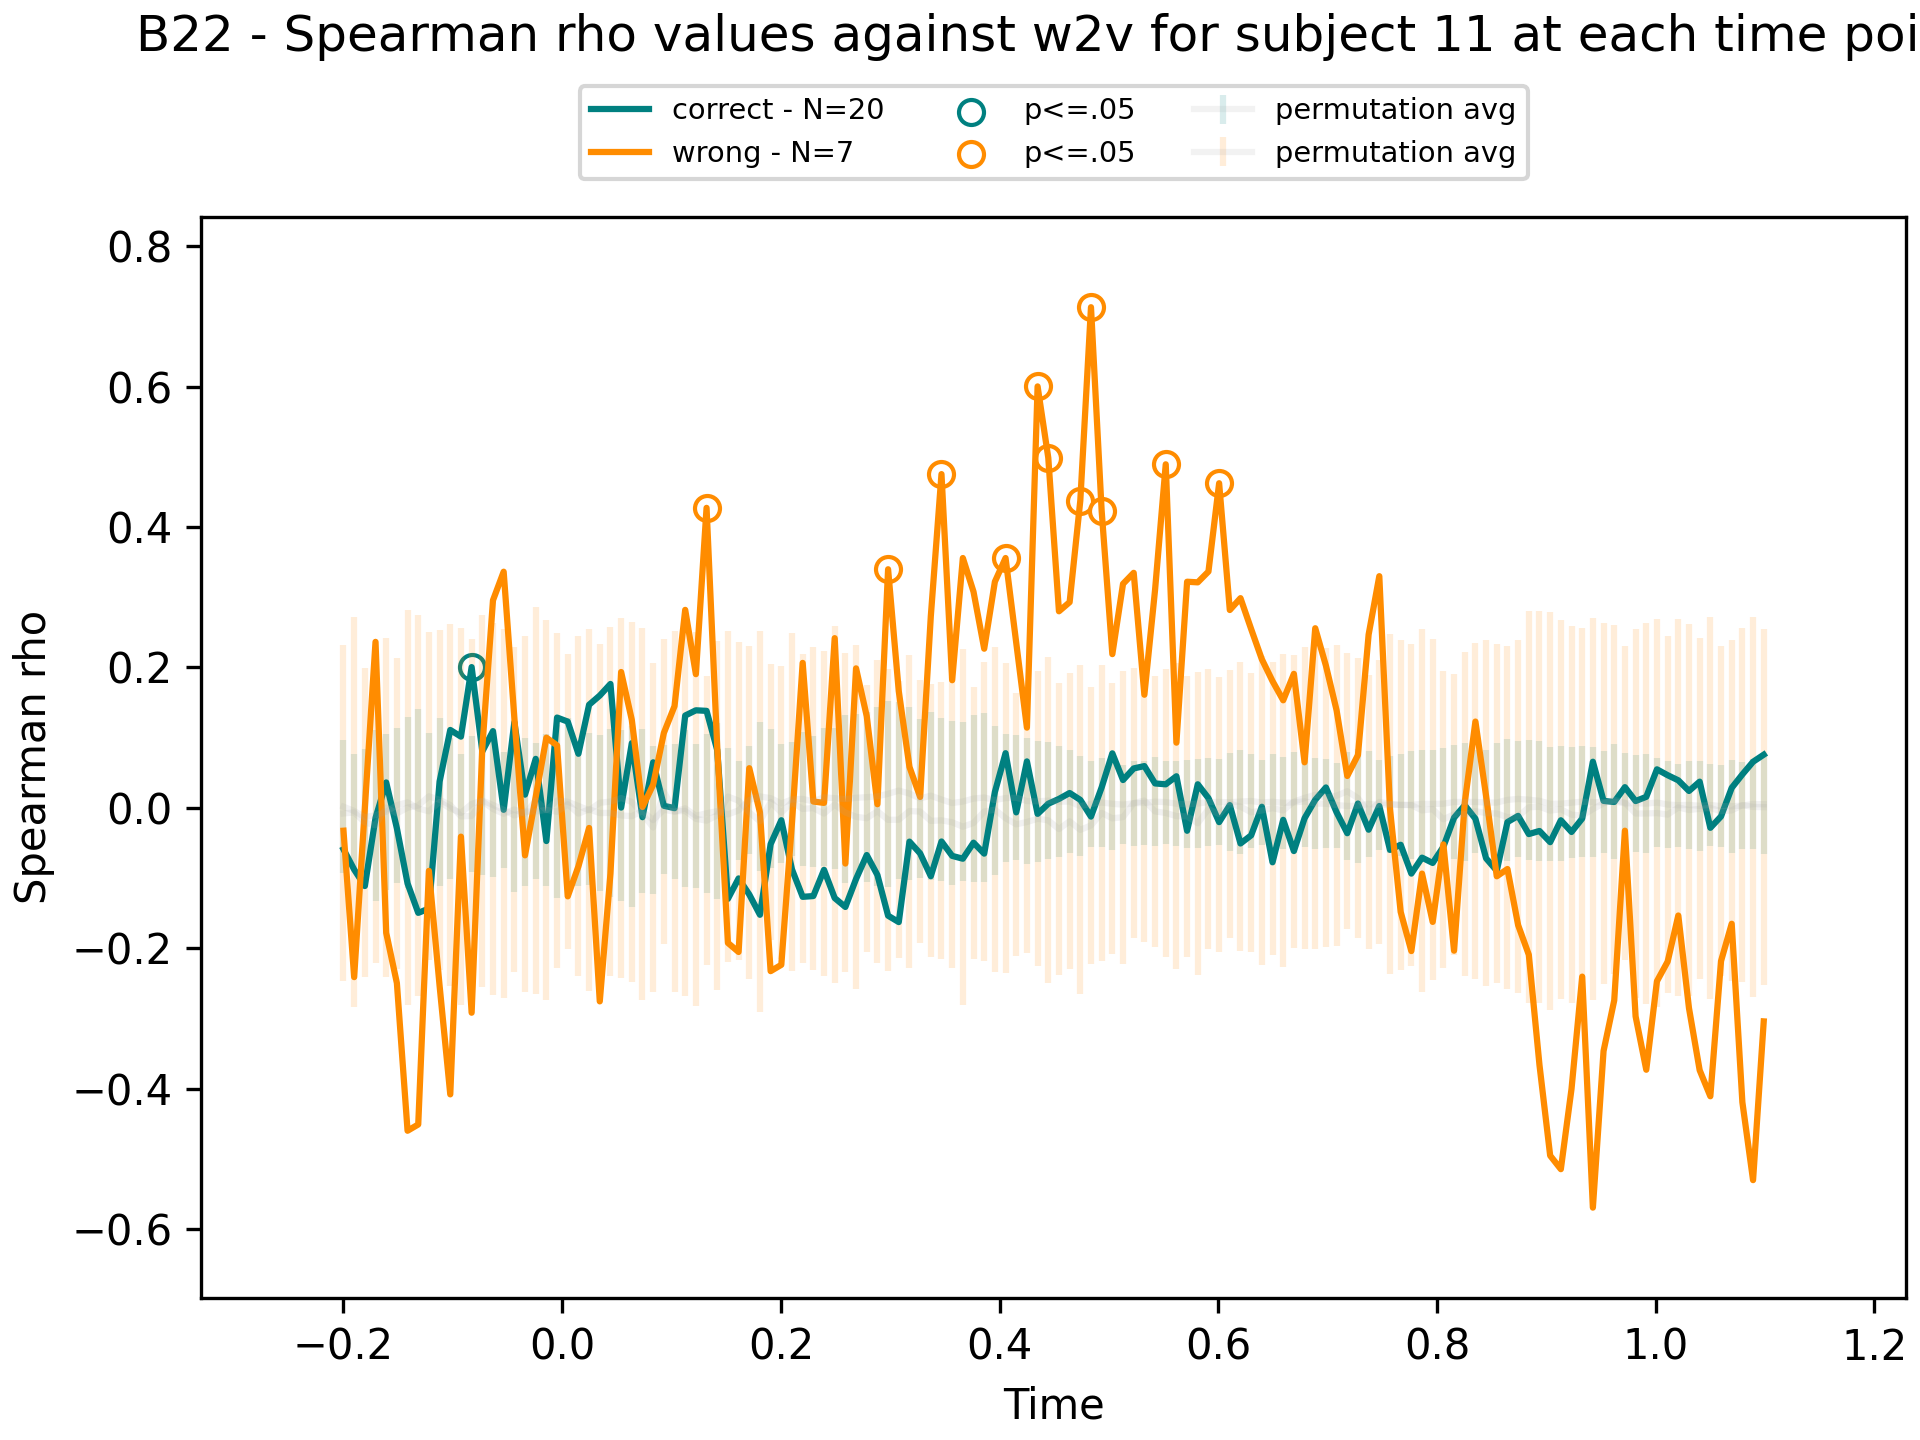 B22 - Spearman rho values against w2v for subject 11 at each time poi
correct - N=20 p<=.05 permutation avg
wrong - N=7 p<=.05 permutation avg
0.8
0.6
0.4
0.2
0.0
−0.2
−0.4
−0.6
Spearman rho
−0.2 0.0 0.2 0.4 0.6 0.8 1.0 1.2
Time